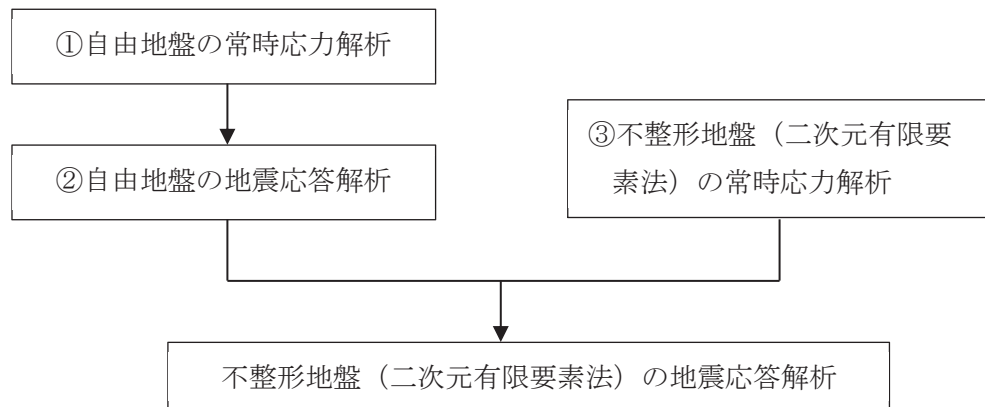 ①自由地盤の常時応力解析
②自由地盤の地震応答解析
③不整形地盤（二次元有限要
素法）の常時応力解析
不整形地盤（二次元有限要素法）の地震応答解析